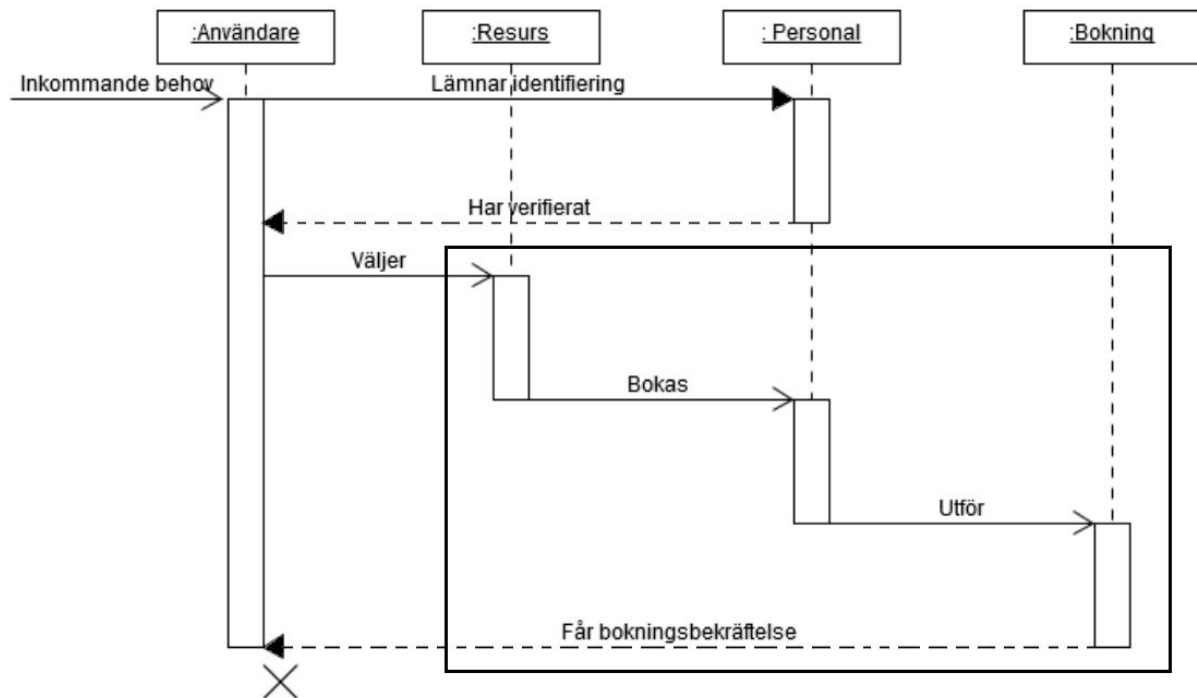 :Användare
:Resurs
: Personal
:Bokning
Inkommande behov
Lämnar identifiering
Har verifierat
Väljer
Bokas
Utför
Får bokningsbekräftelse